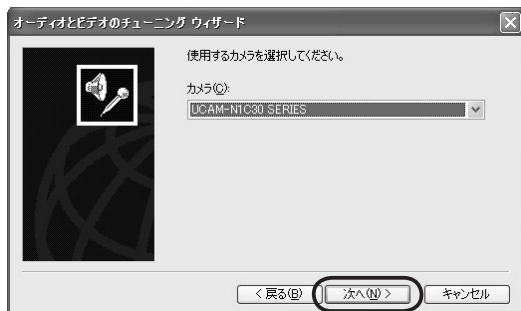 オーディオとビデオのチューニング ウィザード
使用するカメラを選択してください。
カメラ(C):
UCAM-N1C30 SERIES
< 戻る(B)
次へ(N) >
キャンセル